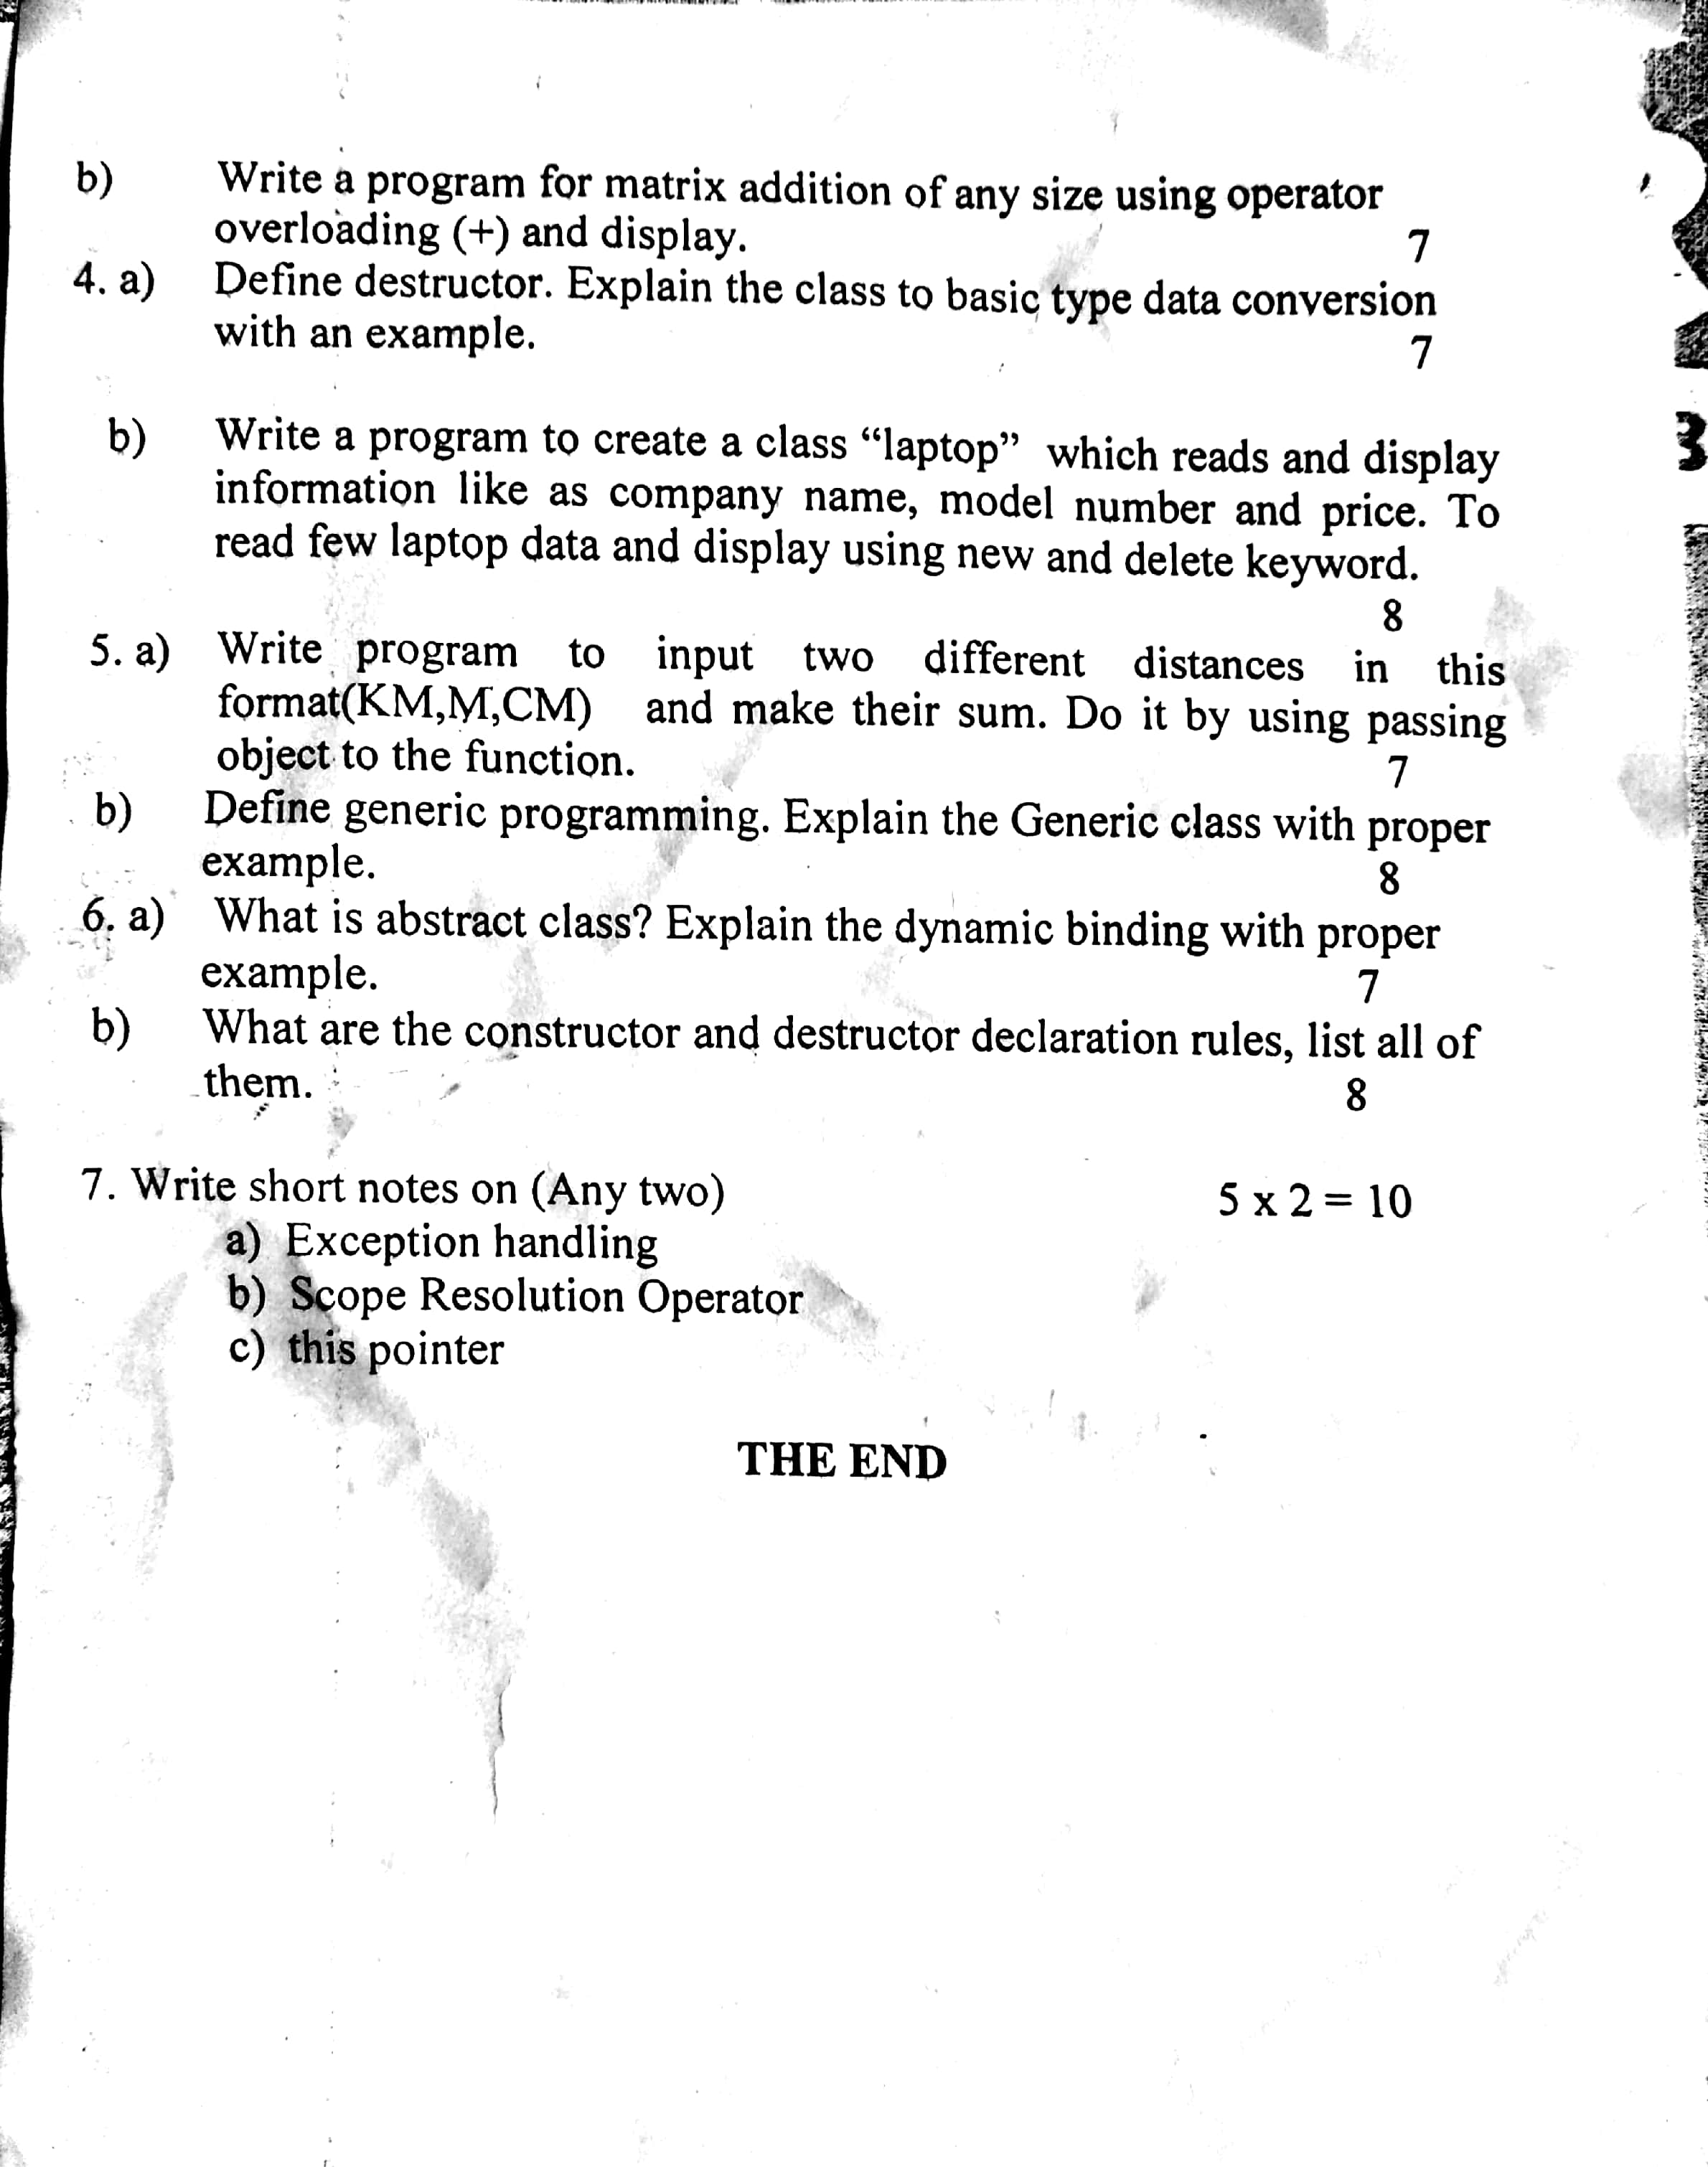 b) Write a program for matrix addition of any size using operator
overloading (+) and display. 7
4. a) Define destructor. Explain the class to basic type data conversion
with an example. 7
b) Write a program to create a class “laptop” which reads and display
information like as company name, model number and price. To
read few laptop data and display using new and delete keyword.
8
5. a) Write program to input two different distances in this
format(KM,M,CM) and make their sum. Do it by using passing
object to the function. 7
b) Define generic programming. Explain the Generic class with proper
example. 8
6. a) What is abstract class? Explain the dynamic binding with proper
example. 7
b) What are the constructor and destructor declaration rules, list all of
them. 8
7. Write short notes on (Any two) 5 x 2 = 10
a) Exception handling
b) Scope Resolution Operator
c) this pointer
THE END
3